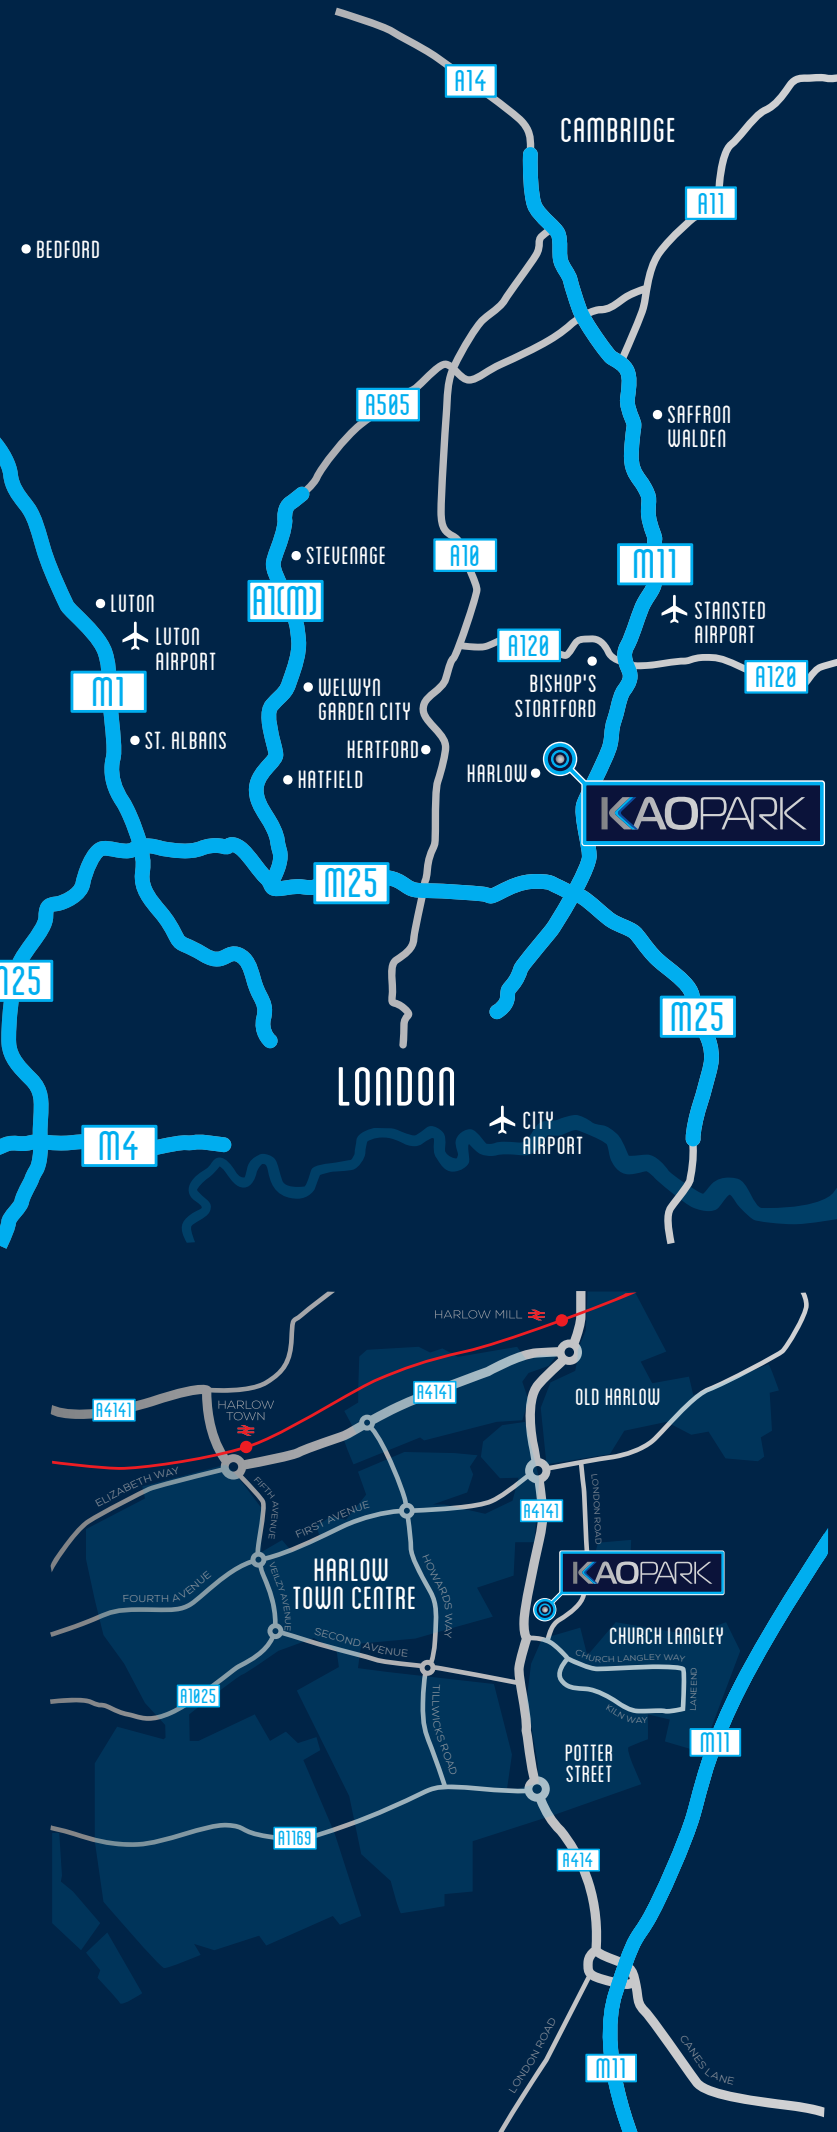 A14
CAMBRIDGE
A11
BEDFORD
A505
SAFFRON
WALDEN
STEVENAGE
A10
M11
A1(M)
LUTON
LUTON
AIRPORT
STANSTED
AIRPORT
A120
A120
M1
WELWYN
GARDEN CITY
BISHOP'S
STORTFORD
ST. ALBANS
HERTFORD
HATFIELD
HARLOW
KAOPARK
M25
M25
M25
LONDON
CITY
AIRPORT
M4
HARLOW MILL
A4141
A4141
HARLOW
TOWN
OLD HARLOW
ELIZABETH WAY
FIFTH AVENUE
FIRST AVENUE
A4141
LONDON ROAD
HARLOW
TOWN CENTRE
HOWARDS WAY
KAOPARK
FOURTH AVENUE
VEILZY AVENUE
SECOND AVENUE
CHURCH LANGLEY
CHURCH LANGLEY WAY
LANE END
KILN WAY
A1025
TILLWICKS ROAD
M11
POTTER
STREET
A1169
A414
LONDON ROAD
M11
CANES LANE